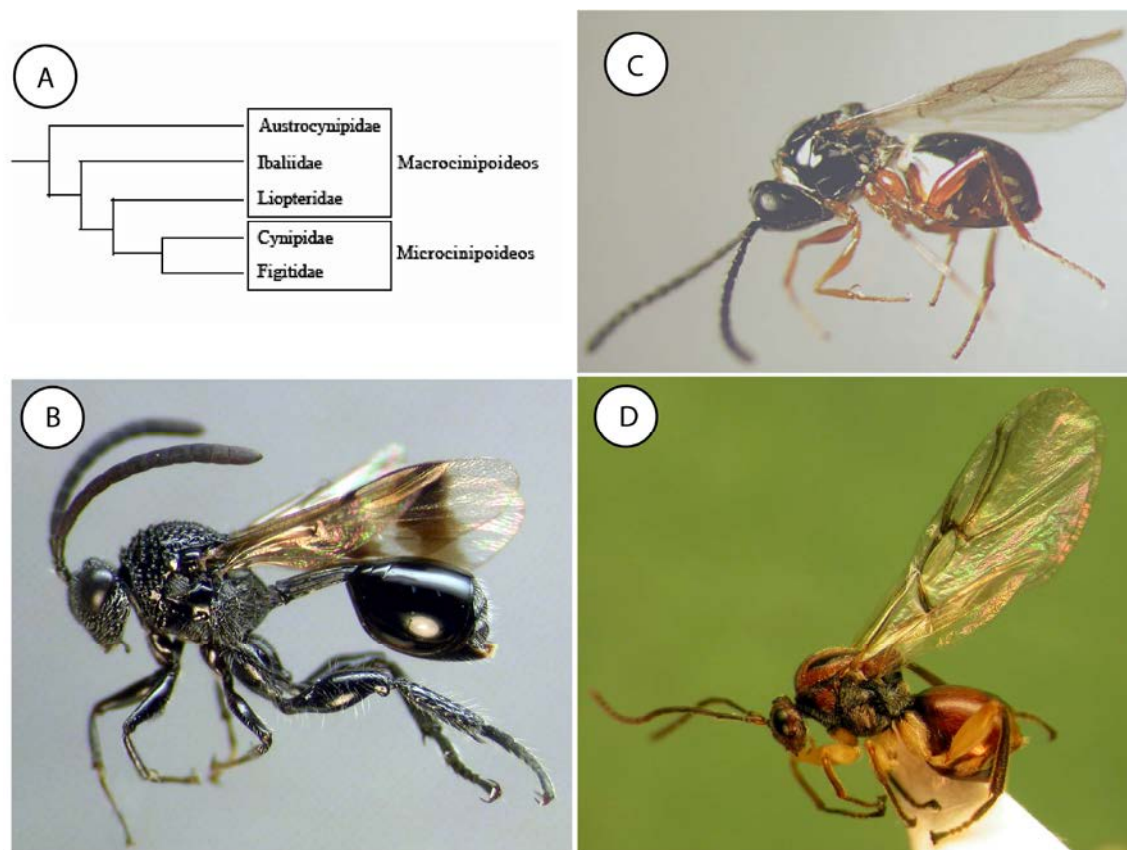 A
Austrocynipidae
Ibaliidae
Macrocinipoideos
Liopteridae
Cynipidae
Microcinipoideos
Figitidae
C
B
D